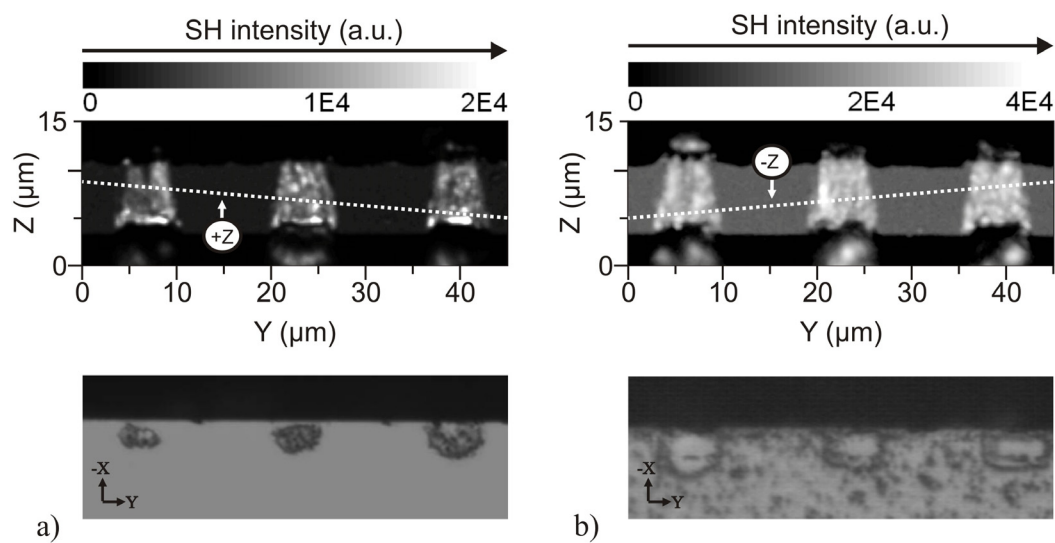 SH intensity (a.u.)
0 1E4 2E4
15
Z (µm)
+Z
0
0 10 20 30 40
Y (µm)
-X
Y
a)
SH intensity (a.u.)
0 2E4 4E4
15
Z (µm)
-Z
0
0 10 20 30 40
Y (µm)
-X
Y
b)